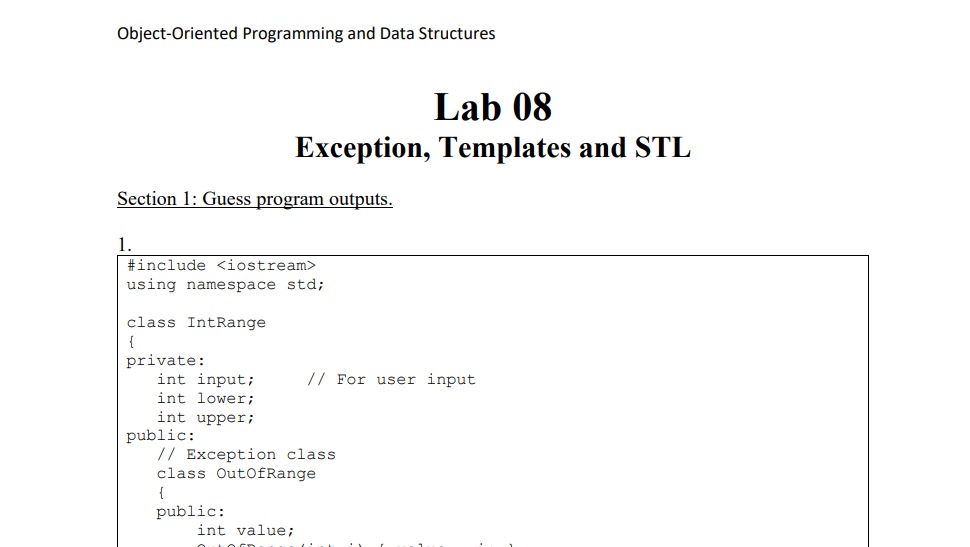 Object-Oriented Programming and Data Structures
Lab 08
Exception, Templates and STL
Section 1: Guess program outputs.
1.
#include <iostream>
using namespace std;
class IntRange
{
private:
int input; // For user input
int lower;
int upper;
public:
// Exception class
class OutOfRange
{
public:
int value;